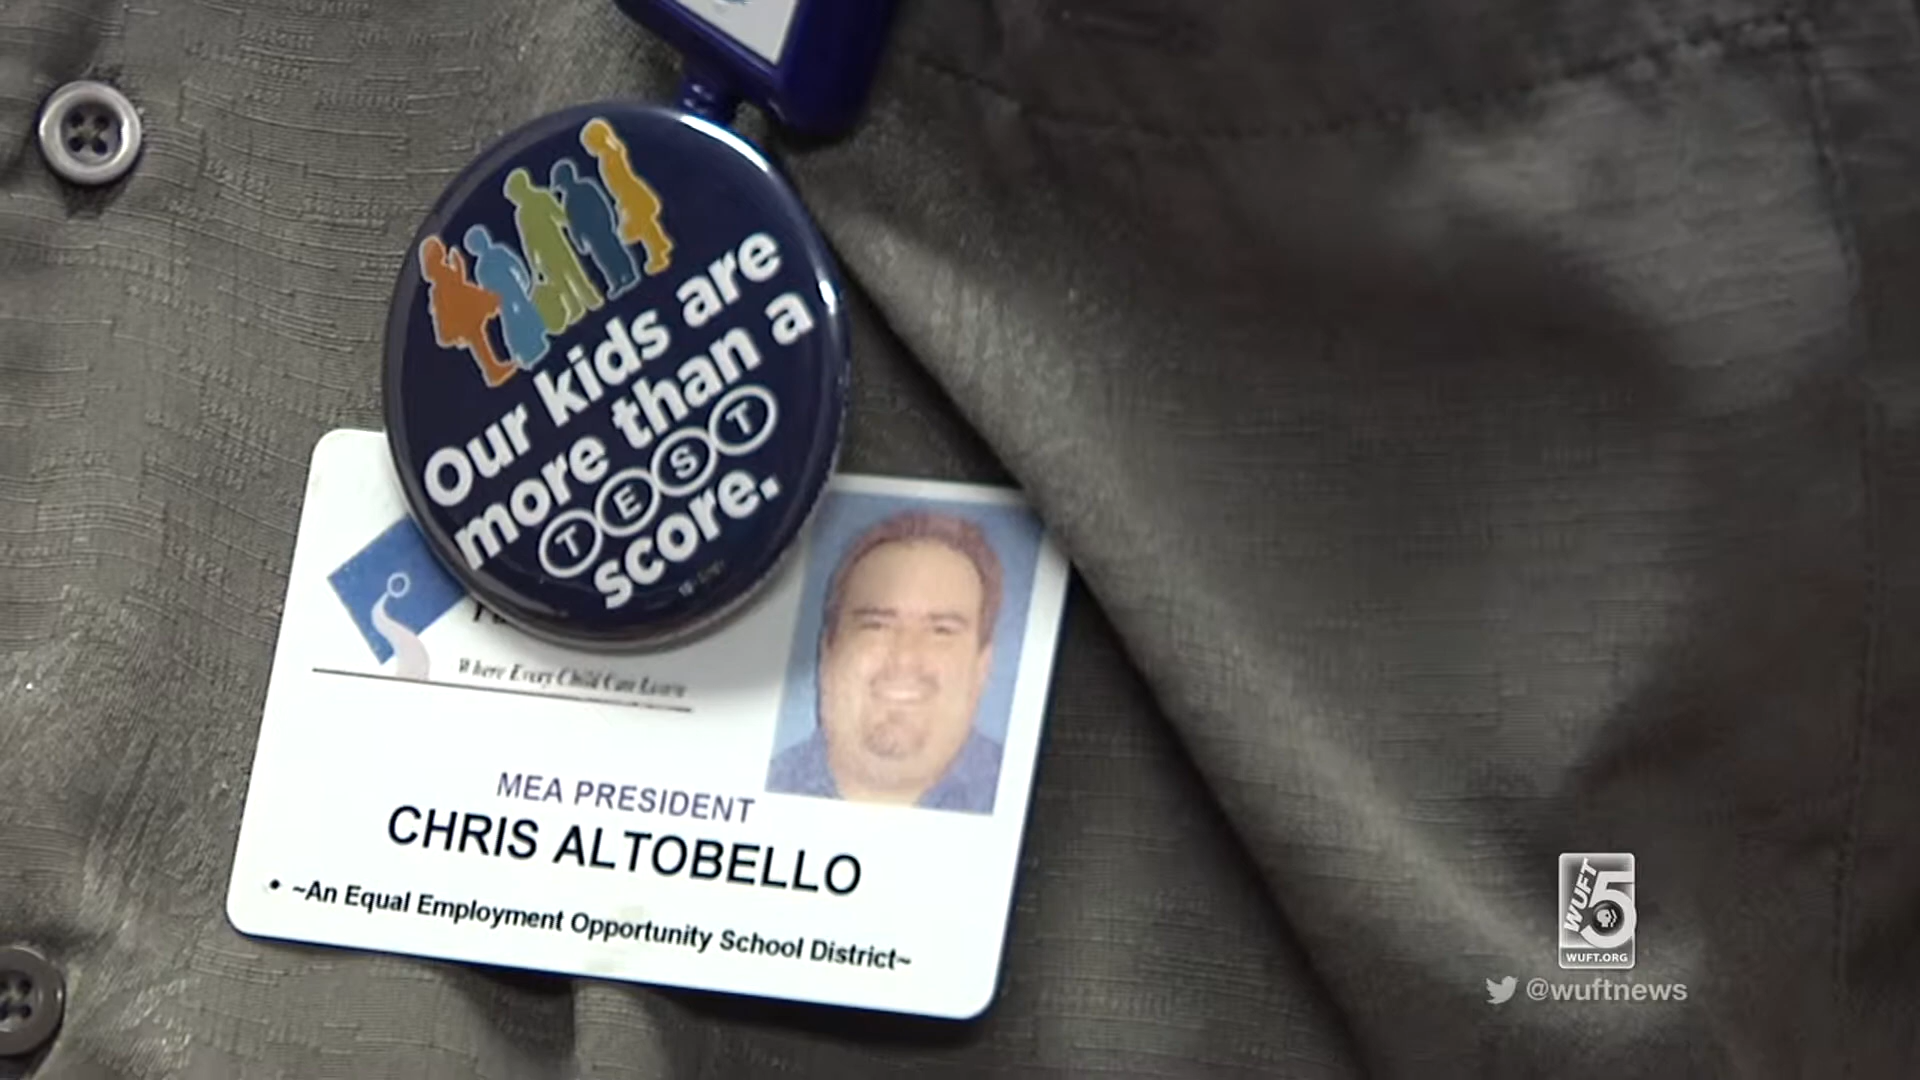 Our kids are
more than a
TEST
score.
Where Every Child Can Learn
MEA PRESIDENT
CHRIS ALTOBELLO
~An Equal Employment Opportunity School District~
WUFT 5
WUFT.ORG
@wuftnews